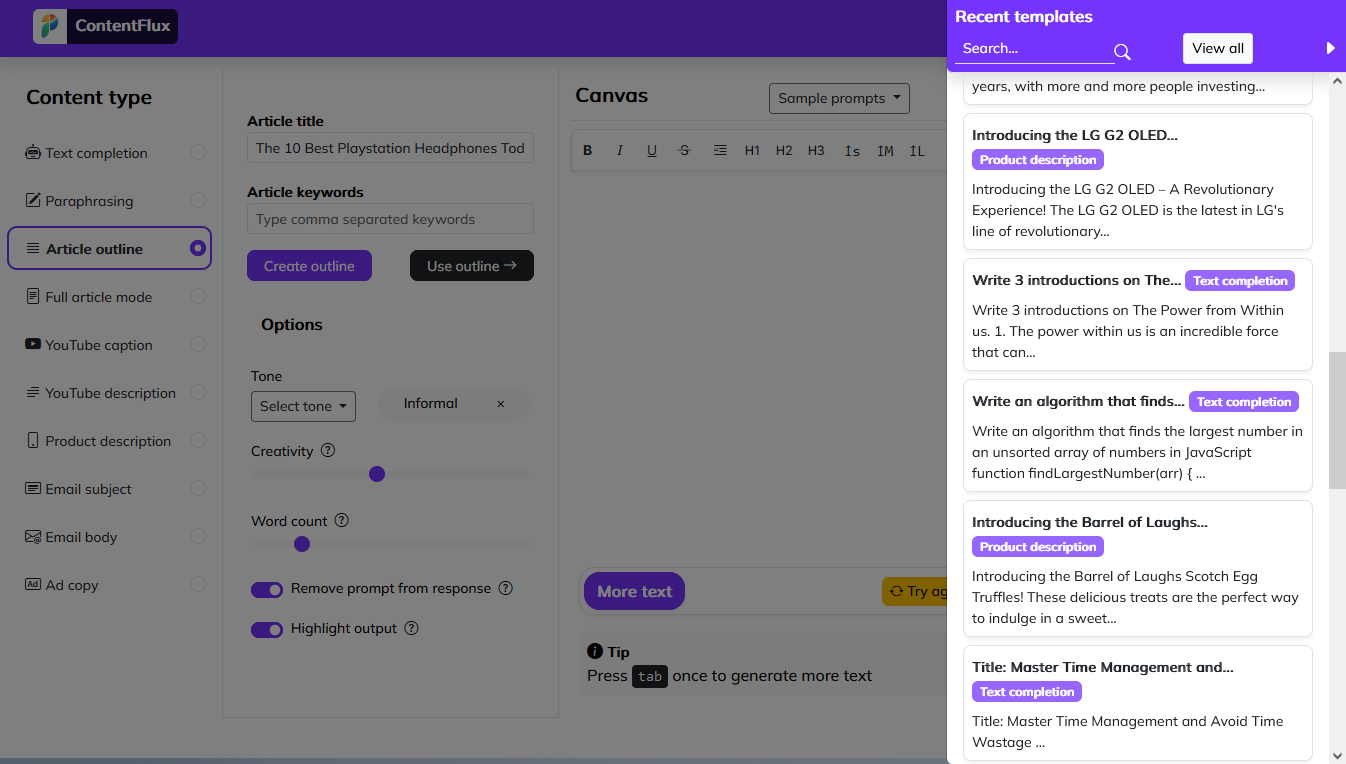 ContentFlux
Content type
Text completion
Paraphrasing
Article outline
Full article mode
YouTube caption
YouTube description
Product description
Email subject
Email body
Ad Ad copy
Article title
The 10 Best Playstation Headphones Tod
Article keywords
Type comma separated keywords
Create outline
Use outline →
Options
Tone
Select tone
Informal ×
Creativity ?
Word count ?
Remove prompt from response ?
Highlight output ?
Canvas
Sample prompts
B I U S H1 H2 H3 Is IM IL
More text
Try ag
i Tip
Press tab once to generate more text
Recent templates
Search...
View all
years, with more and more people investing...
Introducing the LG G2 OLED...
Product description
Introducing the LG G2 OLED – A Revolutionary
Experience! The LG G2 OLED is the latest in LG's
line of revolutionary...
Write 3 introductions on The... Text completion
Write 3 introductions on The Power from Within
us. 1. The power within us is an incredible force
that can...
Write an algorithm that finds... Text completion
Write an algorithm that finds the largest number in
an unsorted array of numbers in JavaScript
function findLargestNumber(arr) { ...
Introducing the Barrel of Laughs...
Product description
Introducing the Barrel of Laughs Scotch Egg
Truffles! These delicious treats are the perfect way
to indulge in a sweet...
Title: Master Time Management and...
Text completion
Title: Master Time Management and Avoid Time
Wastage ...